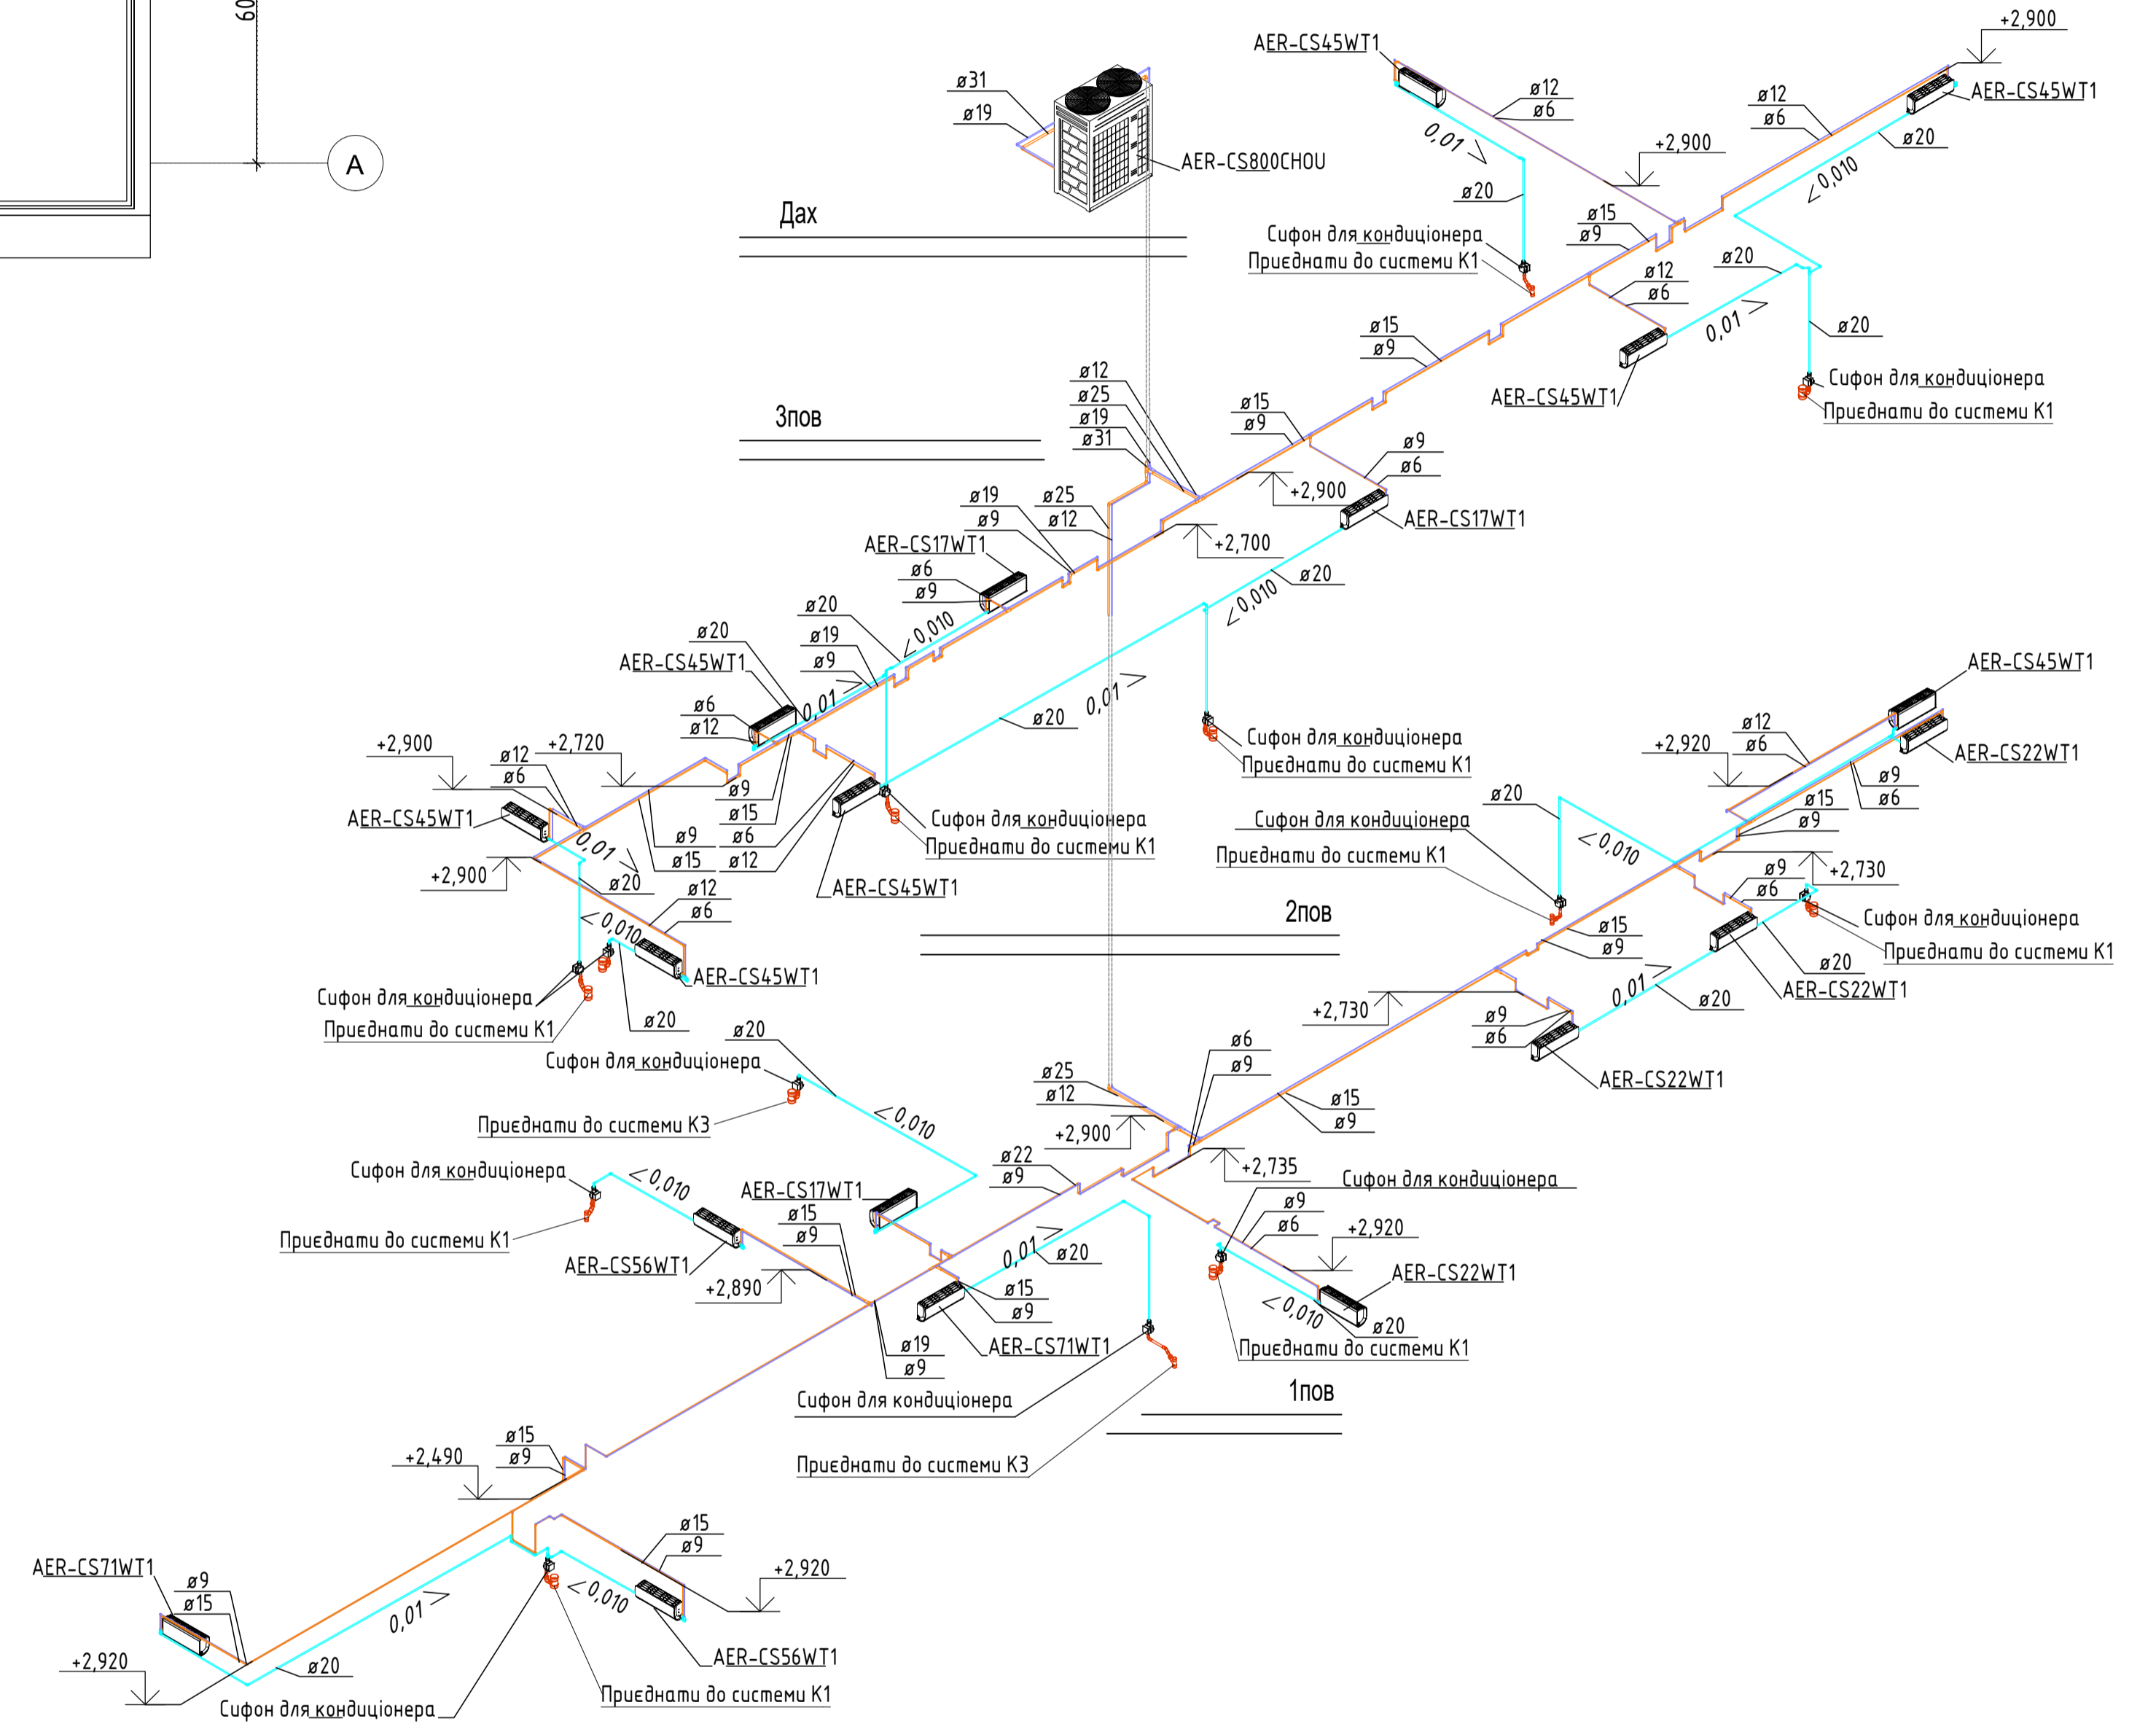 60
+2,900
AER-CS45WT1
ø31
ø19
ø12
ø6
ø12
ø6
AER-CS45WT1
A
0,01
+2,900
ø20
AER-CS800CHOU
0,010
ø20
Дах
ø15
ø9
Сифон для кондиціонера
Приєднати до системи К1
ø20
ø12
ø6
0,01
ø20
ø15
ø9
ø12
ø25
ø19
ø31
AER-CS45WT1
Сифон для кондиціонера
Приєднати до системи К1
3пов
ø15
ø9
ø9
ø6
+2,900
AER-CS17WT1
ø19
ø9
ø25
ø12
+2,700
AER-CS17WT1
ø6
ø9
ø20
0,010
ø20
0,010
ø20
AER-CS45WT1
ø19
ø9
0,01
0,01
ø20
ø6
ø12
AER-CS45WT1
+2,900
+2,720
ø12
ø6
Сифон для кондиціонера
Приєднати до системи К1
ø12
ø6
+2,920
AER-CS22WT1
ø9
ø6
AER-CS45WT1
ø9
ø15
ø6
ø12
ø9
ø15
0,01
Сифон для кондиціонера
Приєднати до системи К1
ø20
Сифон для кондиціонера
Приєднати до системи К1
0,010
ø15
ø9
+2,730
+2,900
ø20
AER-CS45WT1
ø12
ø6
0,010
AER-CS45WT1
2пов
ø9
ø6
Сифон для кондиціонера
Приєднати до системи К1
ø15
ø9
ø20
AER-CS22WT1
0,01
ø20
Сифон для кондиціонера
Приєднати до системи К1
ø20
ø20
+2,730
ø9
ø6
AER-CS22WT1
Сифон для кондиціонера
Приєднати до системи К3
0,010
ø25
ø12
ø6
ø9
ø15
ø9
+2,900
+2,735
Сифон для кондиціонера
Приєднати до системи К1
0,010
AER-CS17WT1
ø22
ø9
Сифон для кондиціонера
ø9
ø6
+2,920
ø15
ø9
AER-CS56WT1
+2,890
0,01
ø20
ø15
ø9
AER-CS22WT1
0,010
ø20
Приєднати до системи К1
ø19
ø9
AER-CS71WT1
Сифон для кондиціонера
1пов
Приєднати до системи К3
ø15
ø9
+2,490
ø15
ø9
AER-CS71WT1
ø9
ø15
0,01
0,010
+2,920
AER-CS56WT1
+2,920
ø20
Сифон для кондиціонера
Приєднати до системи К1